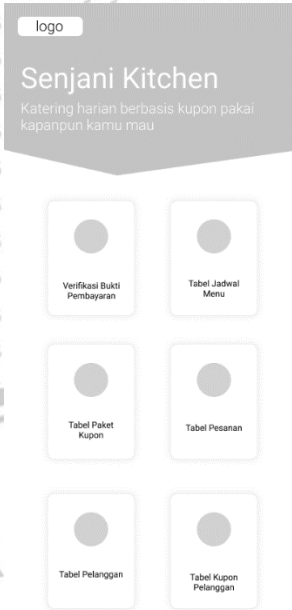 logo
Senjani Kitchen
Katering harian berbasis kupon pakai
kapanpun kamu mau
Verifikasi Bukti
Pembayaran
Tabel Jadwal
Menu
Tabel Paket
Kupon
Tabel Pesanan
Tabel Pelanggan
Tabel Kupon
Pelanggan